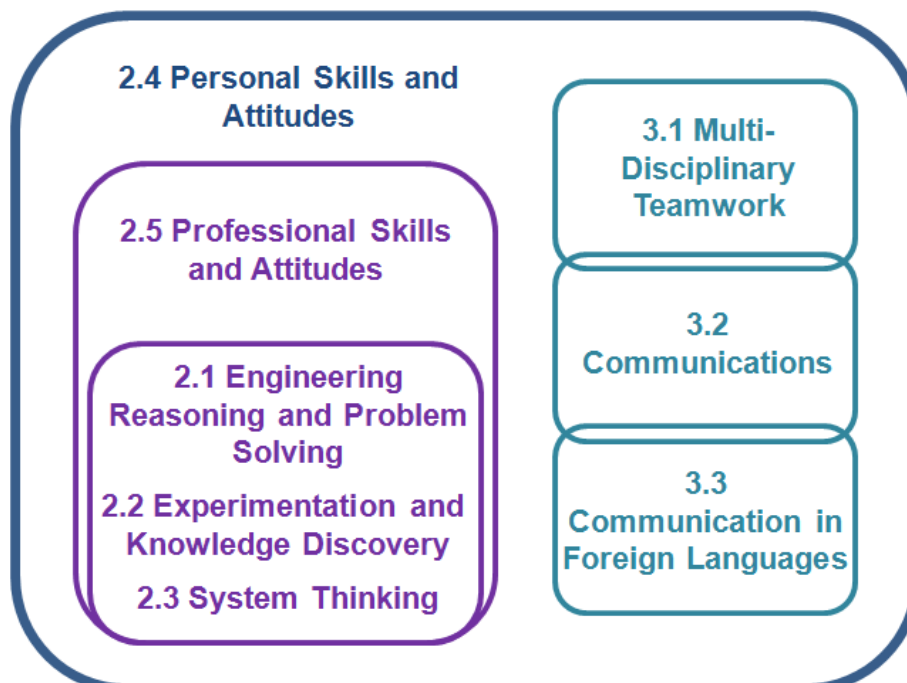 2.4 Personal Skills and
Attitudes
2.5 Professional Skills
and Attitudes
2.1 Engineering
Reasoning and Problem
Solving
2.2 Experimentation and
Knowledge Discovery
2.3 System Thinking
3.1 Multi-
Disciplinary
Teamwork
3.2
Communications
3.3
Communication in
Foreign Languages